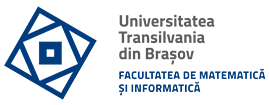 Universitatea
Transilvania
din Brașov
FACULTATEA DE MATEMATICĂ
ȘI INFORMATICĂ